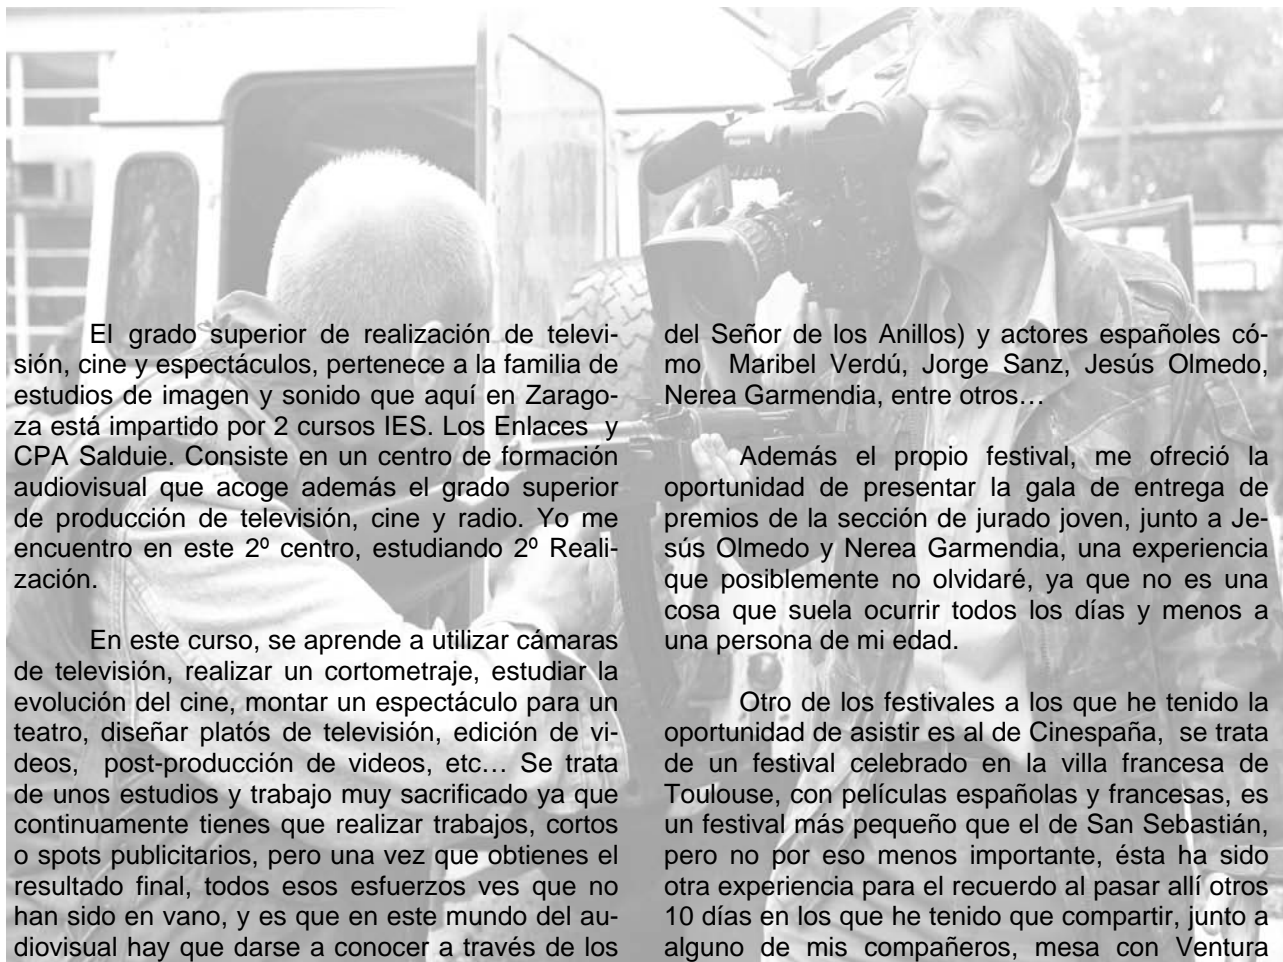 El grado superior de realización de televi-
sión, cine y espectáculos, pertenece a la familia de
estudios de imagen y sonido que aquí en Zarago-
za está impartido por 2 cursos IES. Los Enlaces y
CPA Salduie. Consiste en un centro de formación
audiovisual que acoge además el grado superior
de producción de televisión, cine y radio. Yo me
encuentro en este 2º centro, estudiando 2º Reali-
zación.
En este curso, se aprende a utilizar cámaras
de televisión, realizar un cortometraje, estudiar la
evolución del cine, montar un espectáculo para un
teatro, diseñar platós de televisión, edición de vi-
deos, post-producción de videos, etc… Se trata
de unos estudios y trabajo muy sacrificado ya que
continuamente tienes que realizar trabajos, cortos
o spots publicitarios, pero una vez que obtienes el
resultado final, todos esos esfuerzos ves que no
han sido en vano, y es que en este mundo del au-
diovisual hay que darse a conocer a través de los
del Señor de los Anillos) y actores españoles có-
mo Maribel Verdú, Jorge Sanz, Jesús Olmedo,
Nerea Garmendia, entre otros…
Además el propio festival, me ofreció la
oportunidad de presentar la gala de entrega de
premios de la sección de jurado joven, junto a Je-
sús Olmedo y Nerea Garmendia, una experiencia
que posiblemente no olvidaré, ya que no es una
cosa que suela ocurrir todos los días y menos a
una persona de mi edad.
Otro de los festivales a los que he tenido la
oportunidad de asistir es al de Cinespaña, se trata
de un festival celebrado en la villa francesa de
Toulouse, con películas españolas y francesas, es
un festival más pequeño que el de San Sebastián,
pero no por eso menos importante, ésta ha sido
otra experiencia para el recuerdo al pasar allí otros
10 días en los que he tenido que compartir, junto a
alguno de mis compañeros, mesa con Ventura